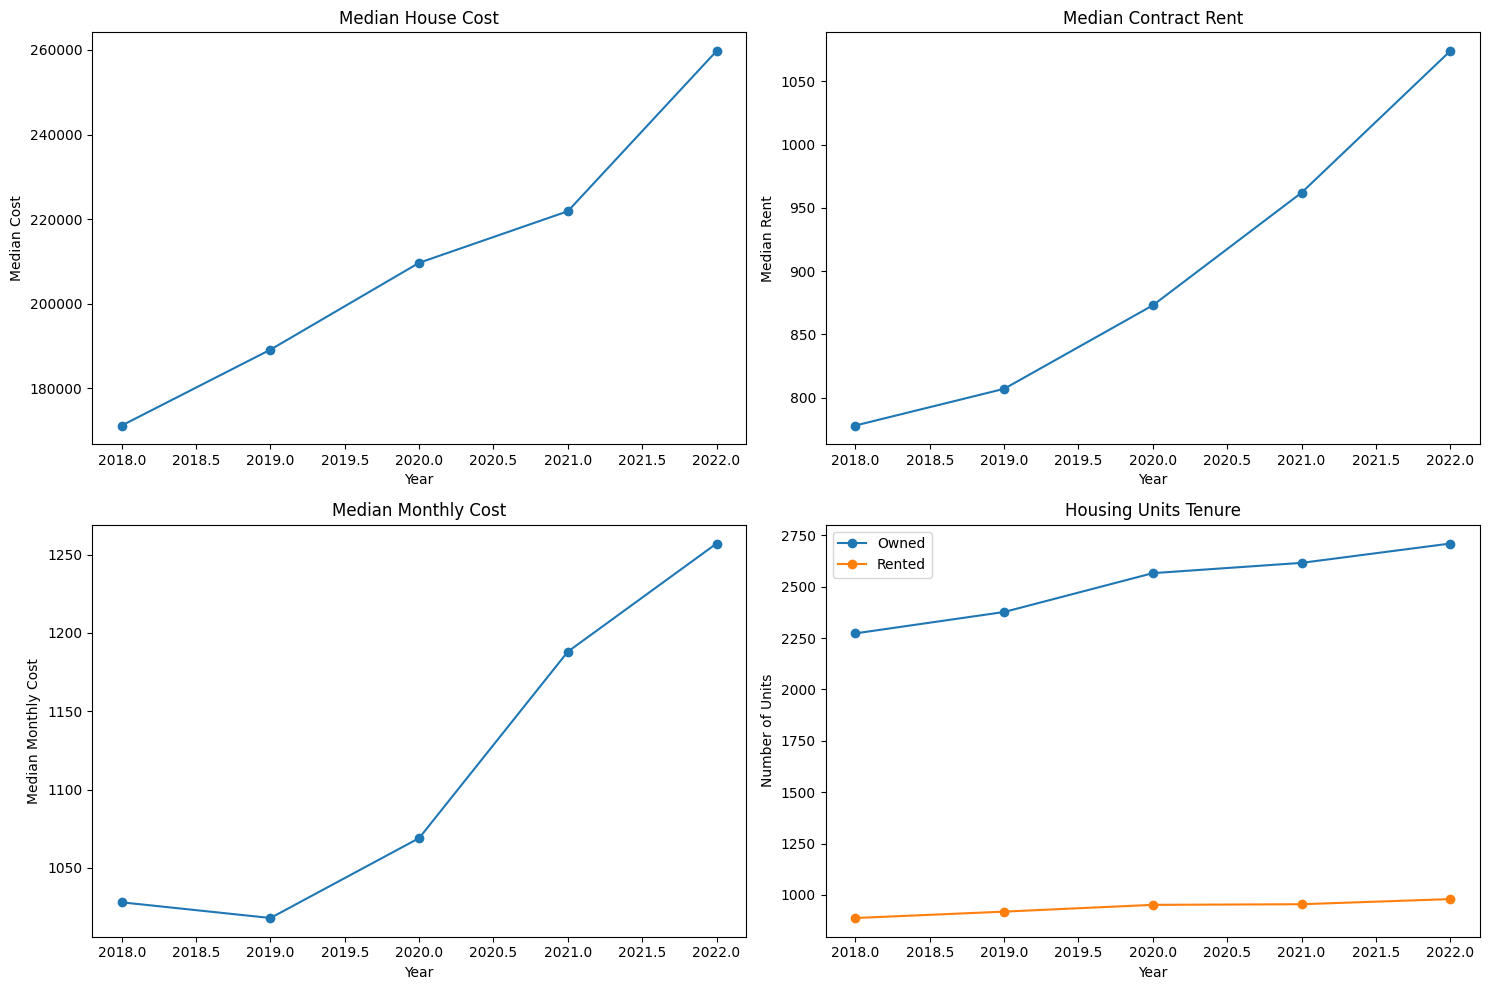 Median House Cost
260000
240000
220000
200000
180000
Median Cost
2018.0 2018.5 2019.0 2019.5 2020.0 2020.5 2021.0 2021.5 2022.0
Year
Median Contract Rent
1050
1000
950
900
850
800
Median Rent
2018.0 2018.5 2019.0 2019.5 2020.0 2020.5 2021.0 2021.5 2022.0
Year
Median Monthly Cost
1250
1200
1150
1100
1050
Median Monthly Cost
2018.0 2018.5 2019.0 2019.5 2020.0 2020.5 2021.0 2021.5 2022.0
Year
Housing Units Tenure
Owned
Rented
2750
2500
2250
2000
1750
1500
1250
1000
Number of Units
2018.0 2018.5 2019.0 2019.5 2020.0 2020.5 2021.0 2021.5 2022.0
Year